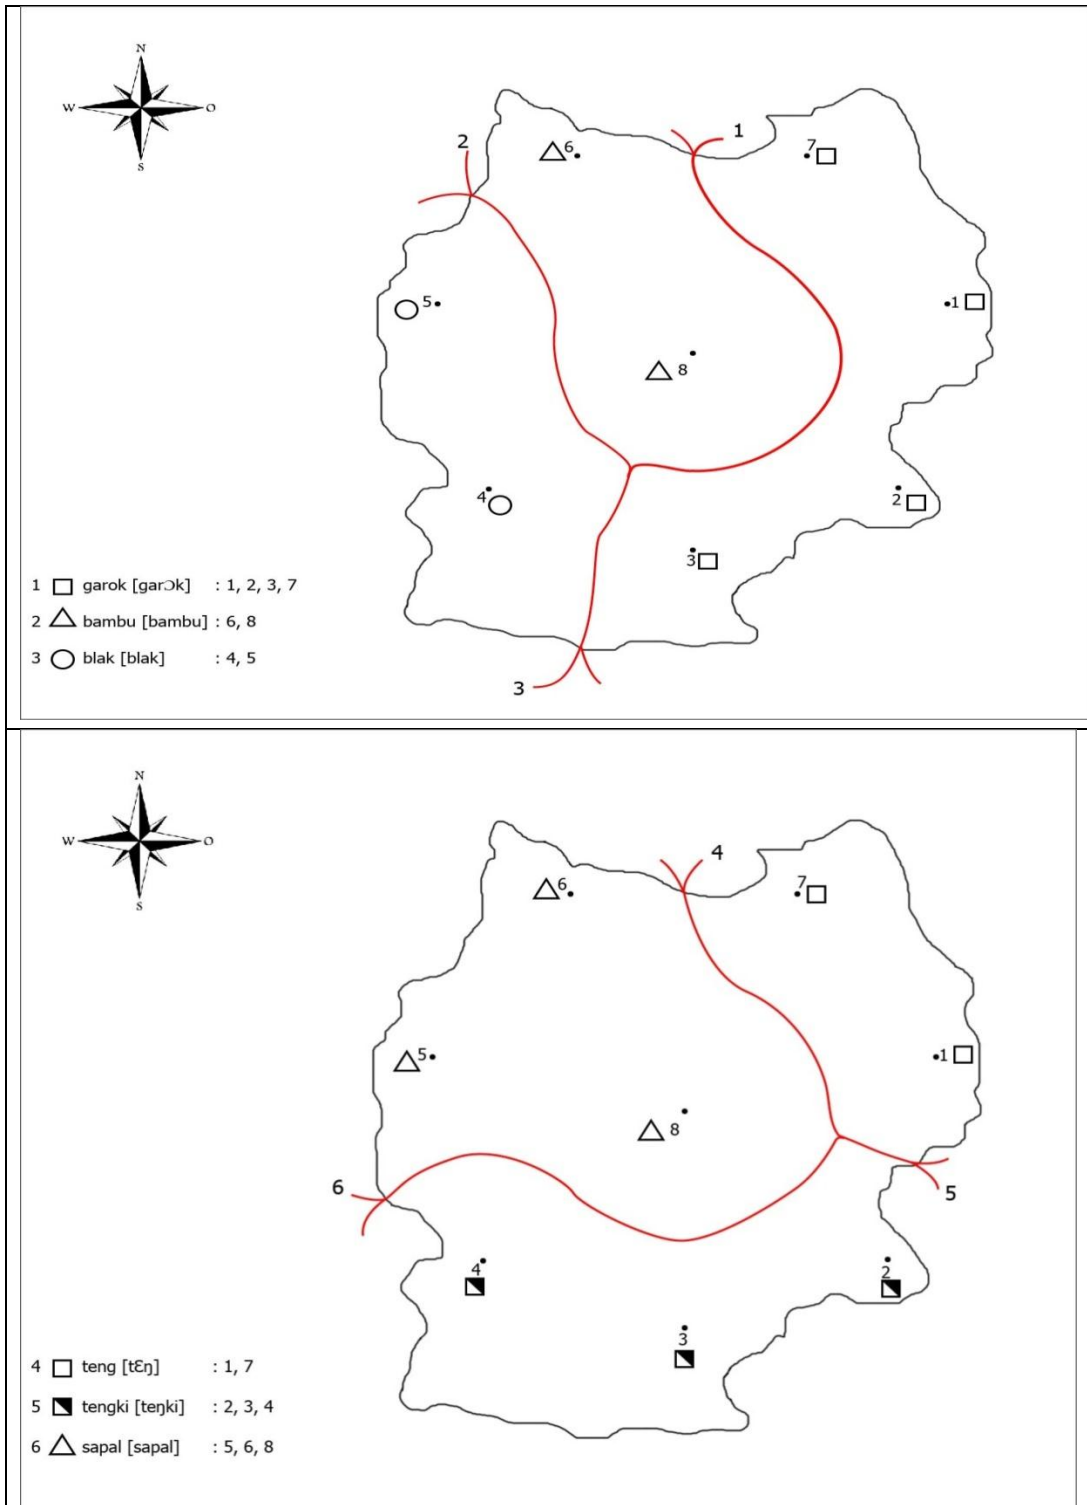 N
W O
S
1
2
6
7
5
1
8
4
2
3
1 garok [garƆk] : 1, 2, 3, 7
2 bambu [bambu] : 6, 8
3 blak [blak] : 4, 5
3
N
W O
S
4
6
7
5
1
8
6
5
4
2
3
4 teng [tƐŋ] : 1, 7
5 tengki [teŋki] : 2, 3, 4
6 sapal [sapal] : 5, 6, 8